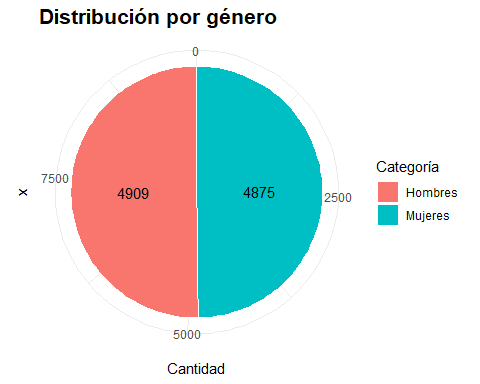 Distribución por género
0
7500
4909
4875
2500
5000
x
Cantidad
Categoría
Hombres
Mujeres